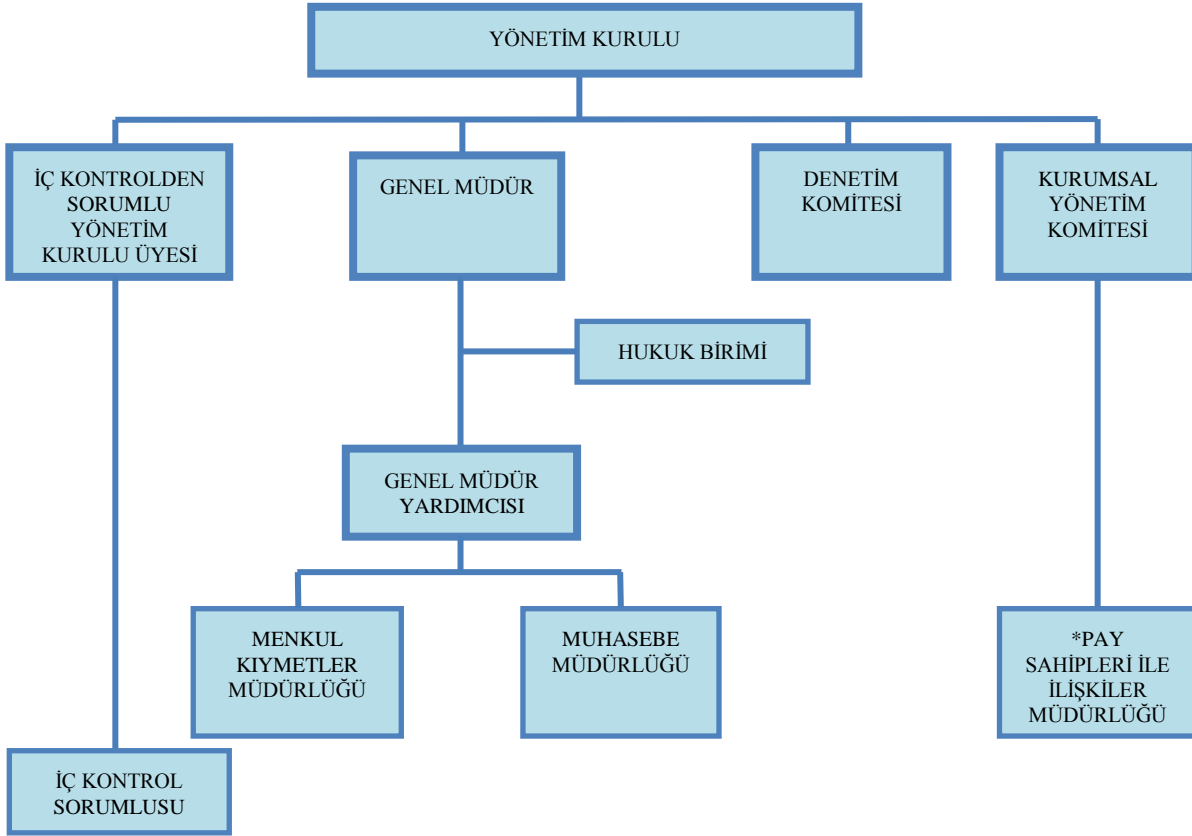 YÖNETİM KURULU
İÇ KONTROLDEN
SORUMLU
YÖNETİM
KURULU ÜYESİ
GENEL MÜDÜR
DENETİM
KOMİTESİ
KURUMSAL
YÖNETİM
KOMİTESİ
HUKUK BİRİMİ
GENEL MÜDÜR
YARDIMCISI
MENKUL
KIYMETLER
MÜDÜRLÜĞÜ
MUHASEBE
MÜDÜRLÜĞÜ
*PAY
SAHİPLERİ İLE
İLİŞKİLER
MÜDÜRLÜĞÜ
İÇ KONTROL
SORUMLUSU